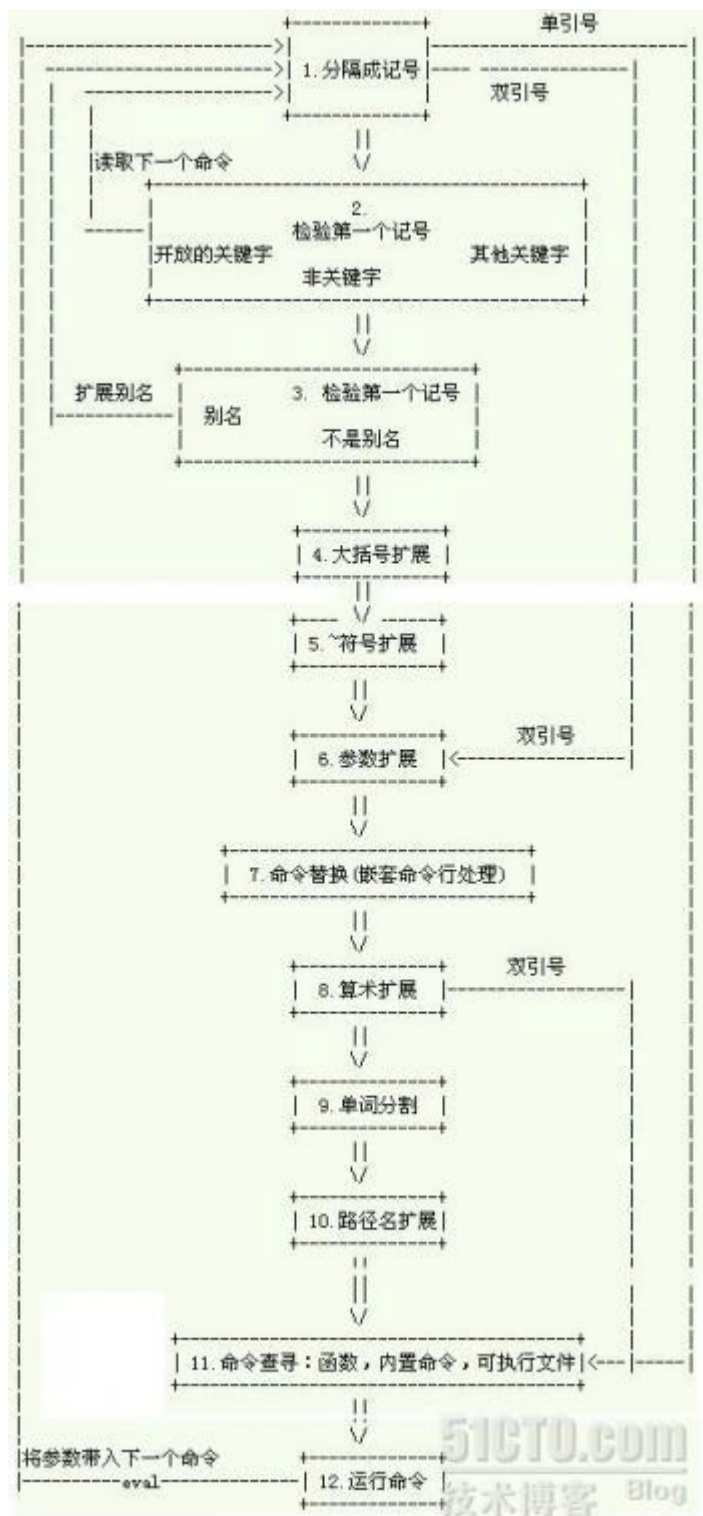 单引号
1.分隔成记号
双引号
读取下一个命令
2.
检验第一个记号
开放的关键字
其他关键字
非关键字
扩展别名
3. 检验第一个记号
别名
不是别名
4.大括号扩展
5.~符号扩展
双引号
6.参数扩展
7.命令替换(嵌套命令行处理)
双引号
8.算术扩展
9.单词分割
10.路径名扩展
11.命令查寻：函数，内置命令，可执行文件
将参数带入下一个命令
eval
12.运行命令
51CTO.com
技术博客 Blog